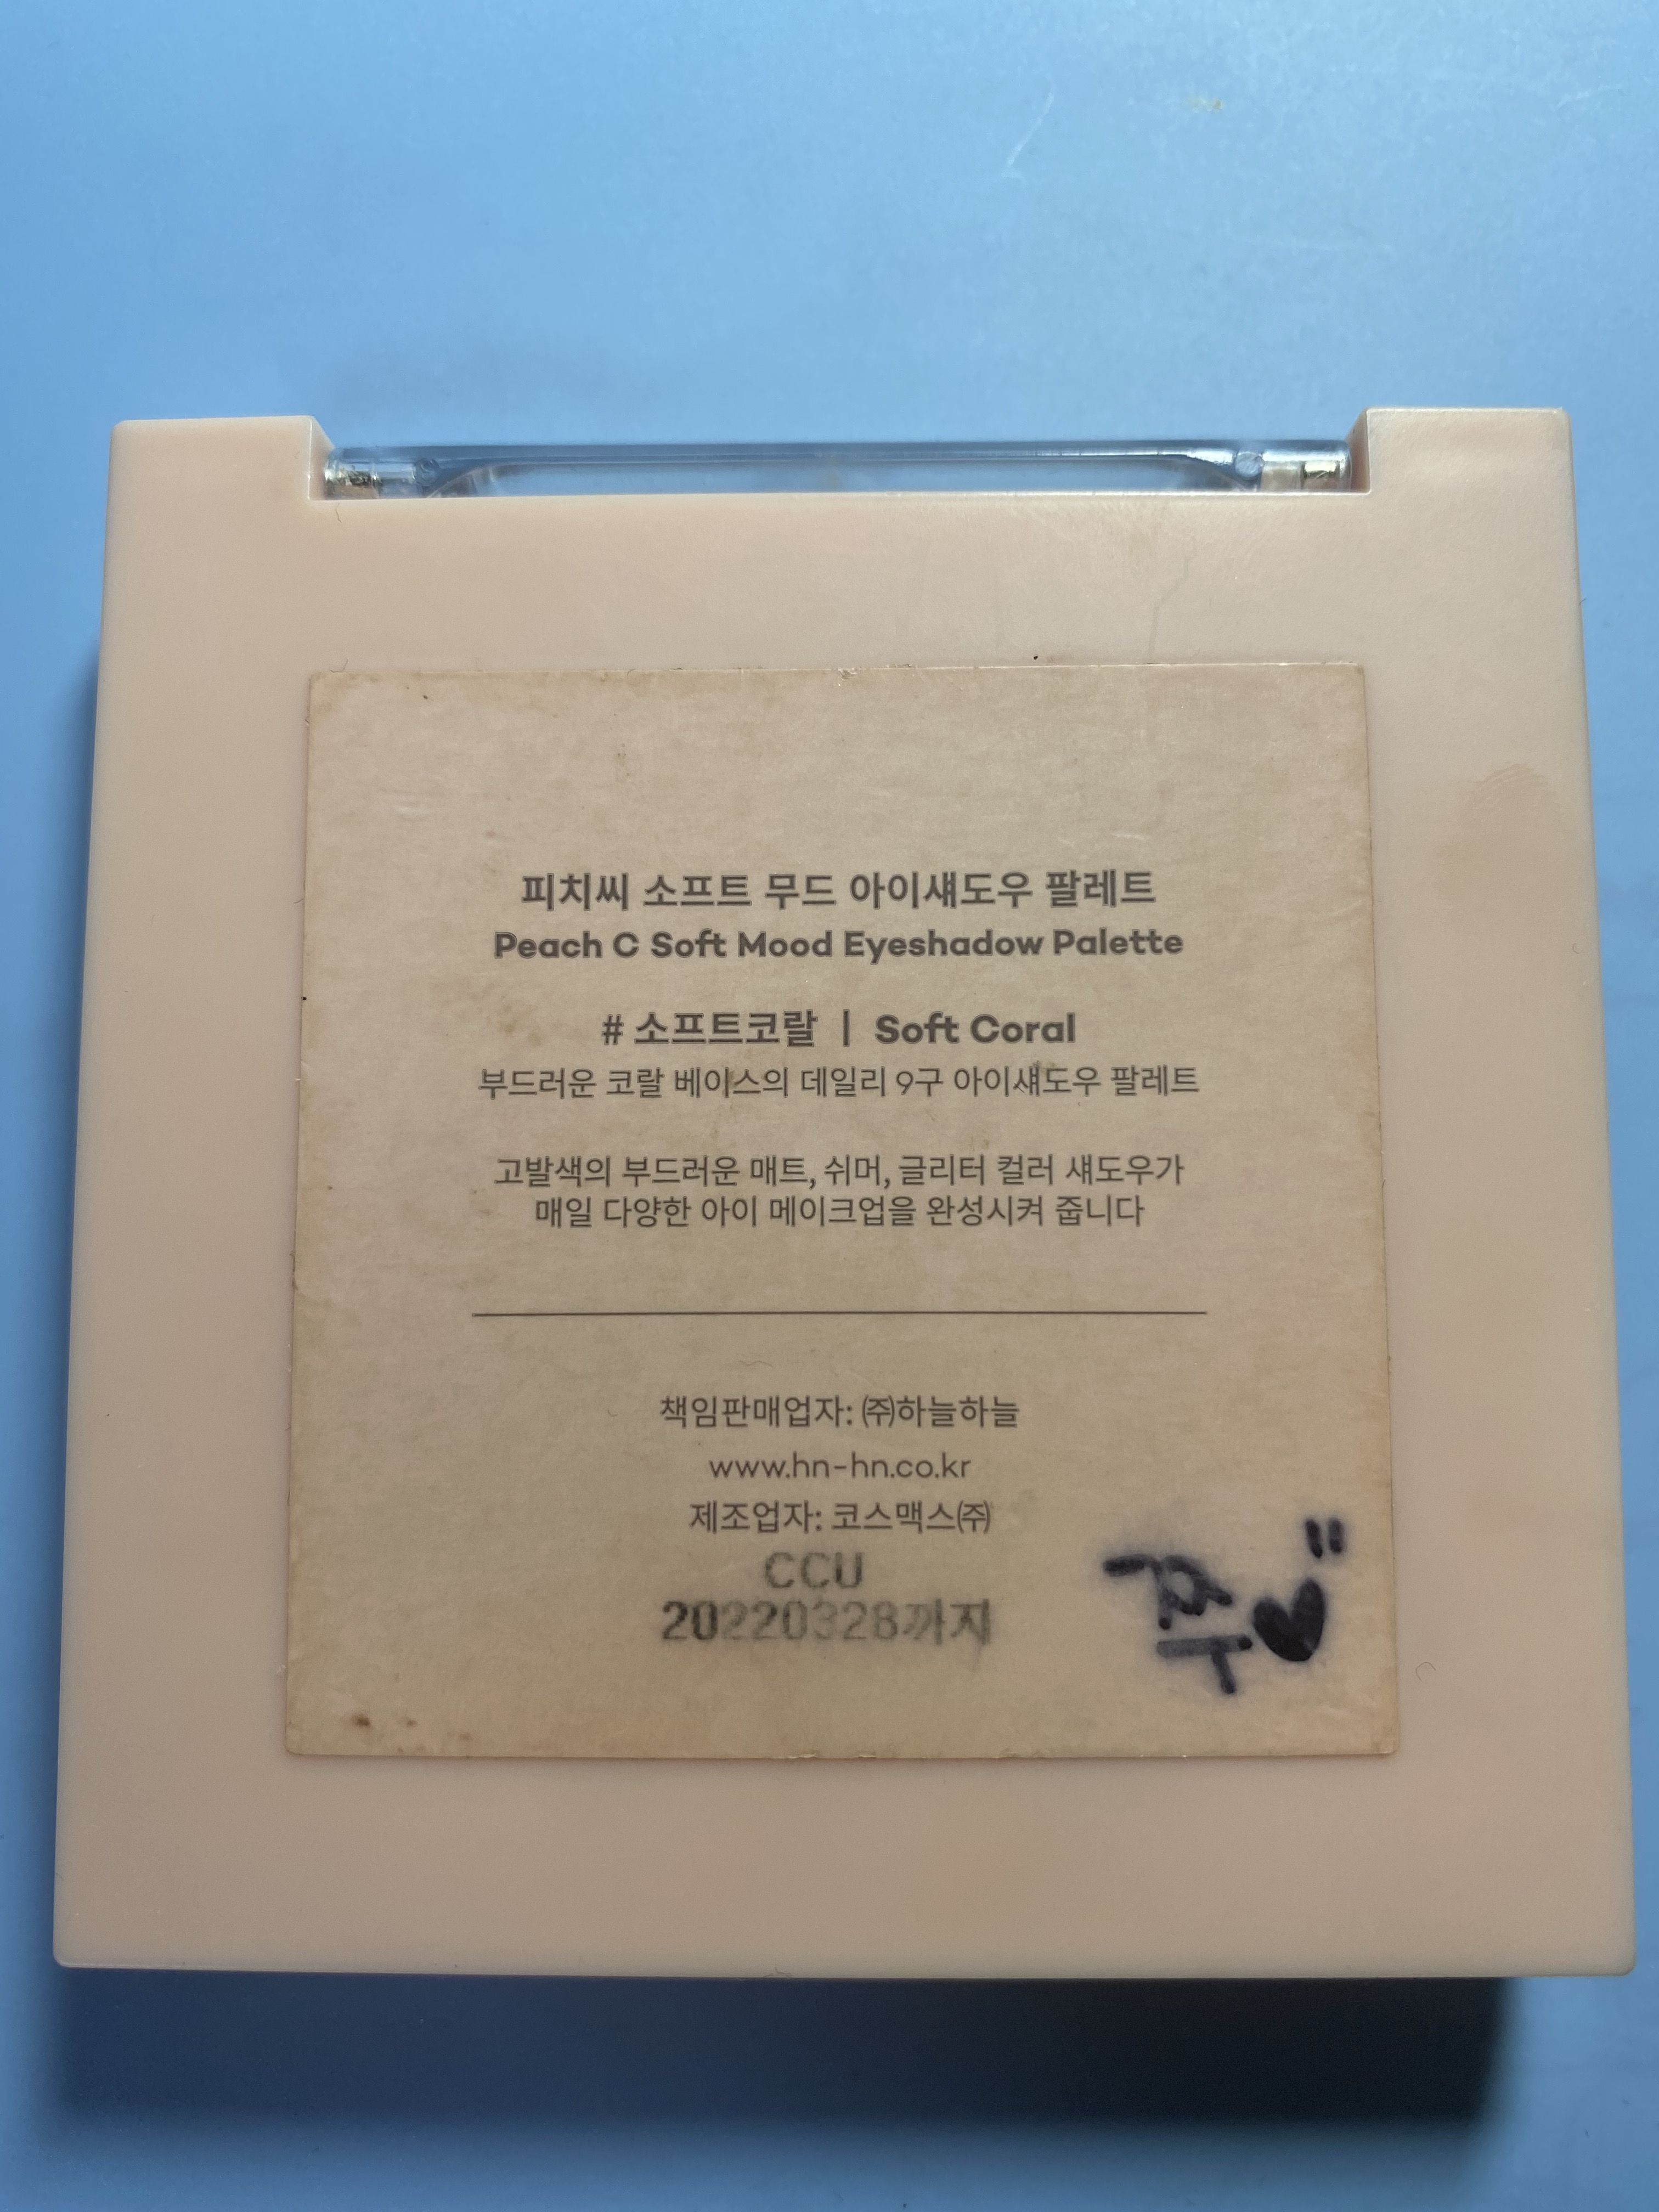 피치씨 소프트 무드 아이섀도우 팔레트
Peach C Soft Mood Eyeshadow Palette
# 소프트코랄 | Soft Coral
부드러운 코랄 베이스의 데일리 9구 아이섀도우 팔레트
고발색의 부드러운 매트, 쉬머, 글리터 컬러 섀도우가
매일 다양한 아이 메이크업을 완성시켜 줍니다
책임판매업자: ㈜하늘하늘
www.hn-hn.co.kr
제조업자: 코스맥스㈜
CCU
20220328까지